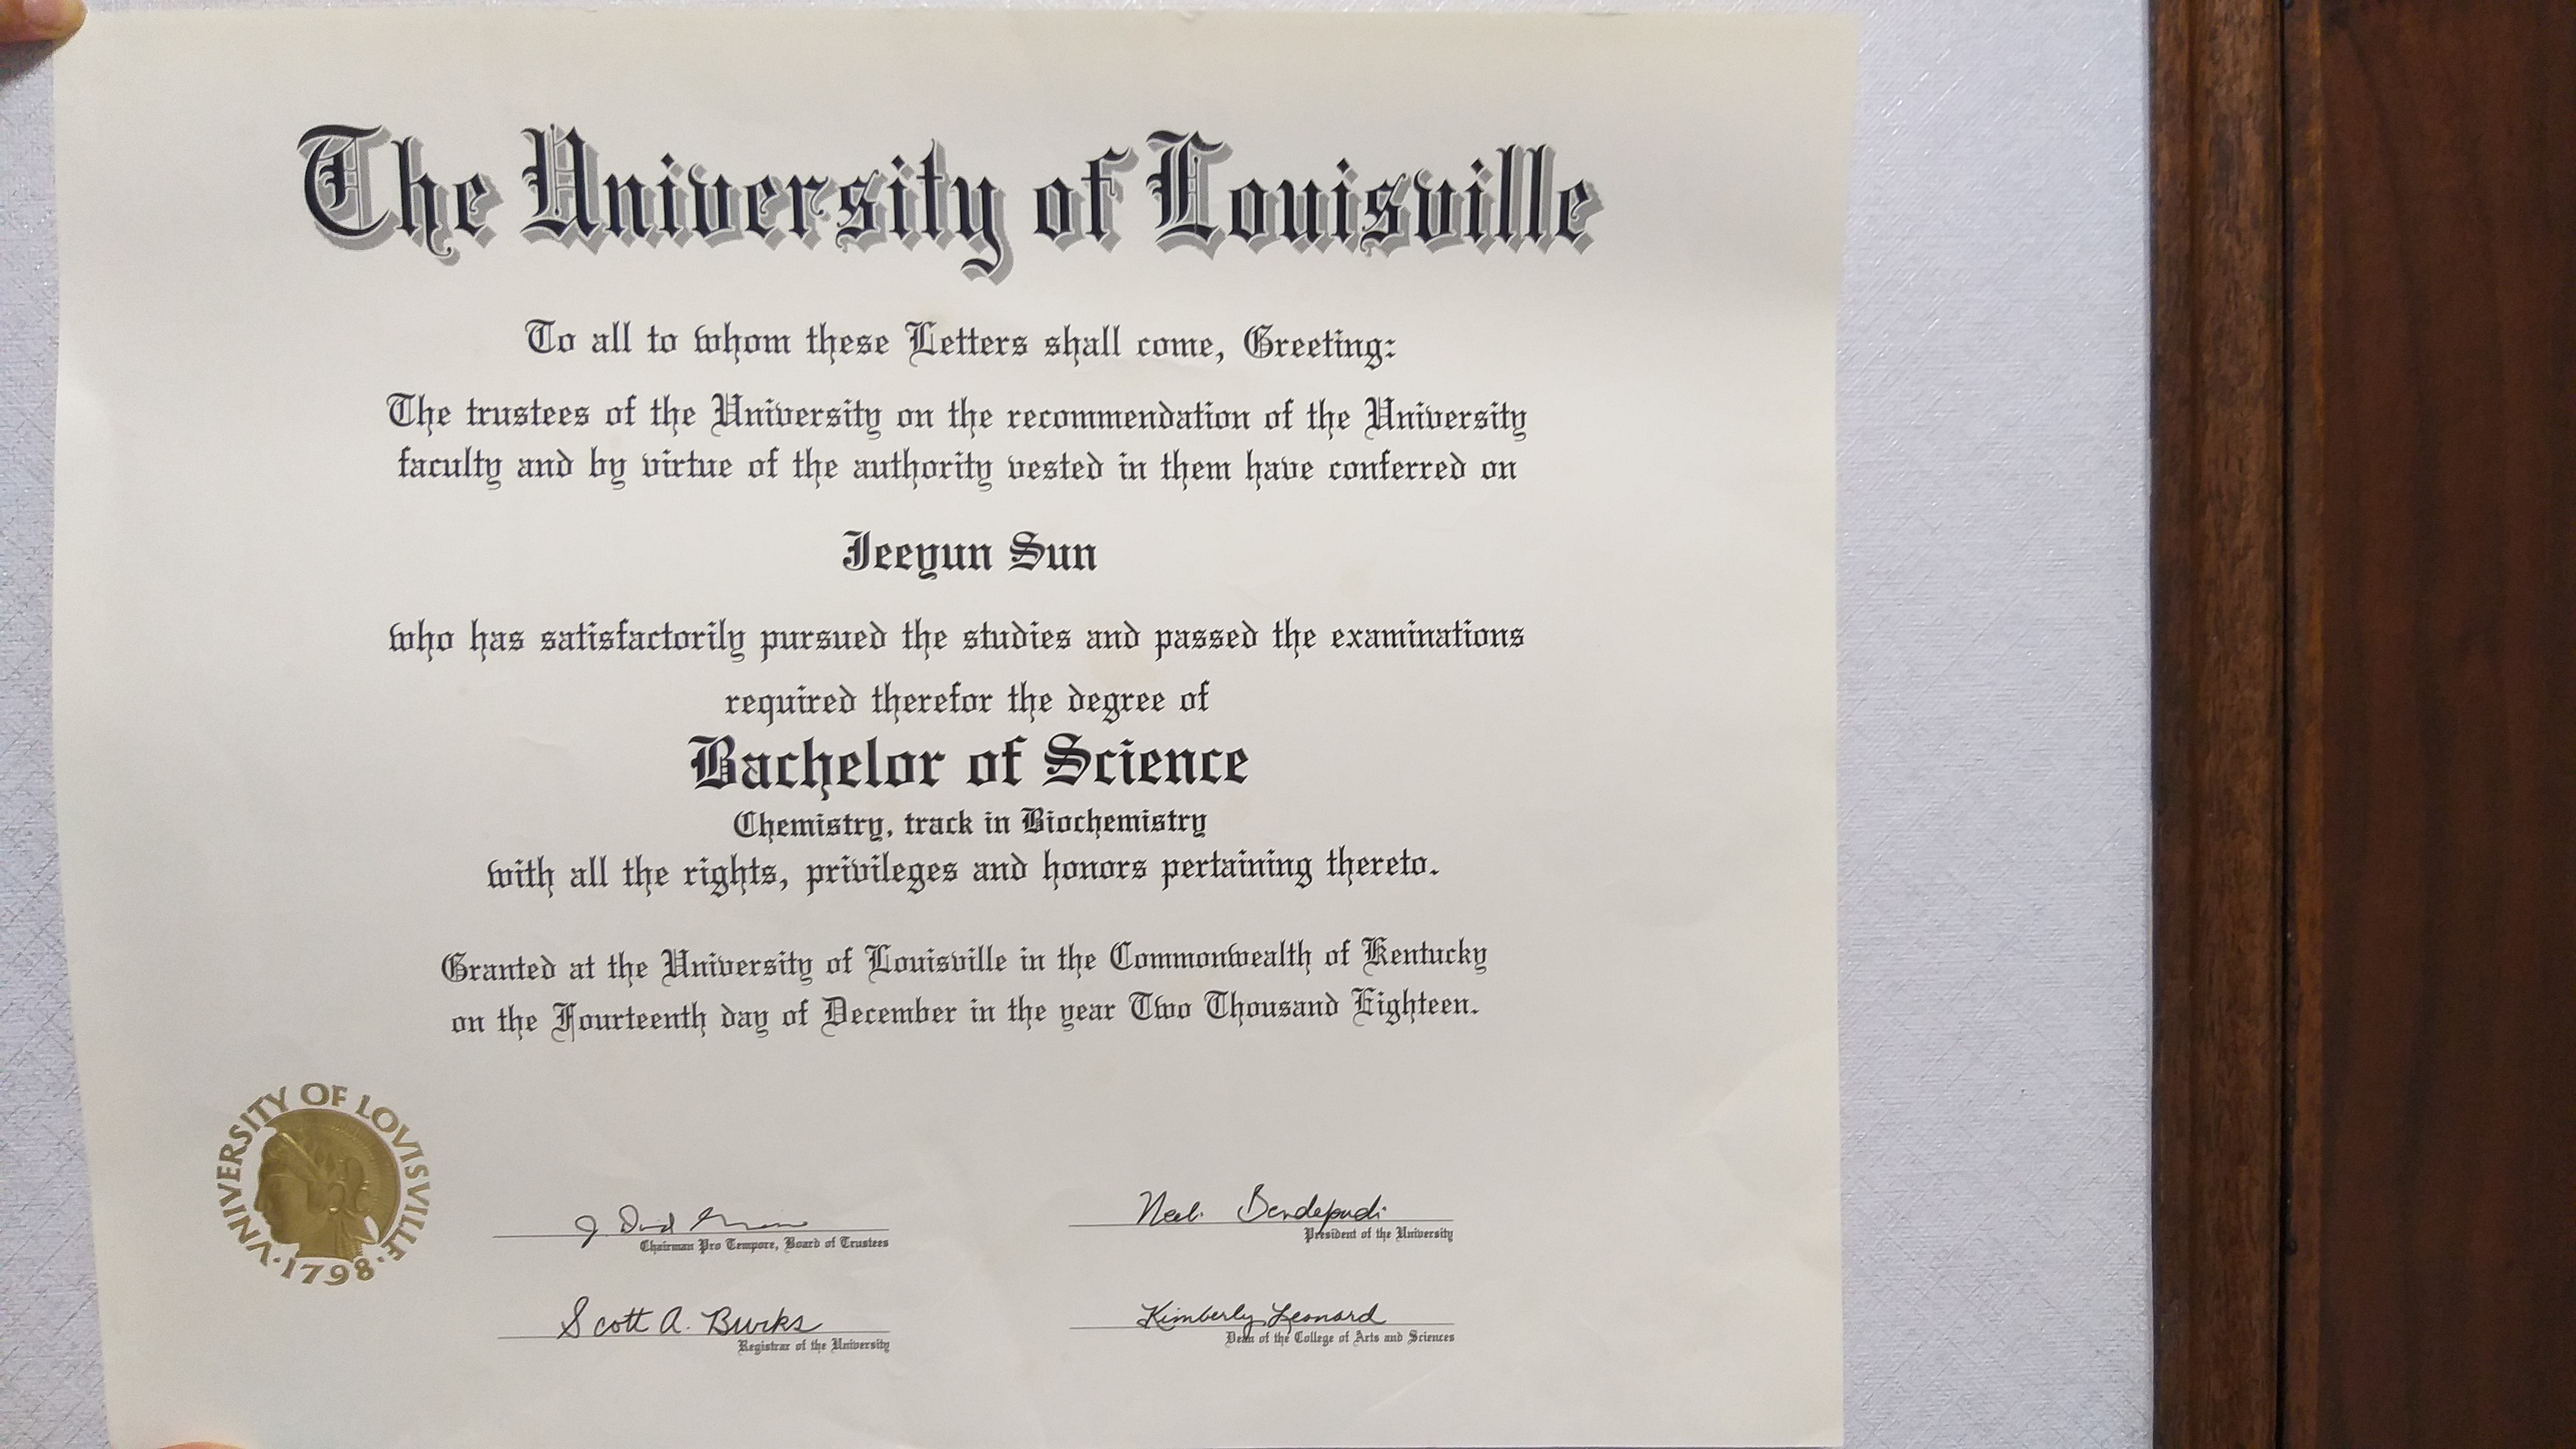 The University of Louisville
To all to whom these Letters shall come, Greeting:
The trustees of the University on the recommendation of the University
faculty and by virtue of the authority vested in them have conferred on
Jeeyun Sun
who has satisfactorily pursued the studies and passed the examinations
required therefor the degree of
Bachelor of Science
Chemistry, track in Biochemistry
with all the rights, privileges and honors pertaining thereto.
Granted at the University of Louisville in the Commonwealth of Kentucky
on the Fourteenth day of December in the year Two Thousand Eighteen.
VNIVERSITY OF LOVISVILLE
·1798·
J. David
Chairman Pro Tempore, Board of Trustees
Neeli Bendapudi
President of the University
Scott A. Burks
Registrar of the University
Kimberly Leonard
Dean of the College of Arts and Sciences